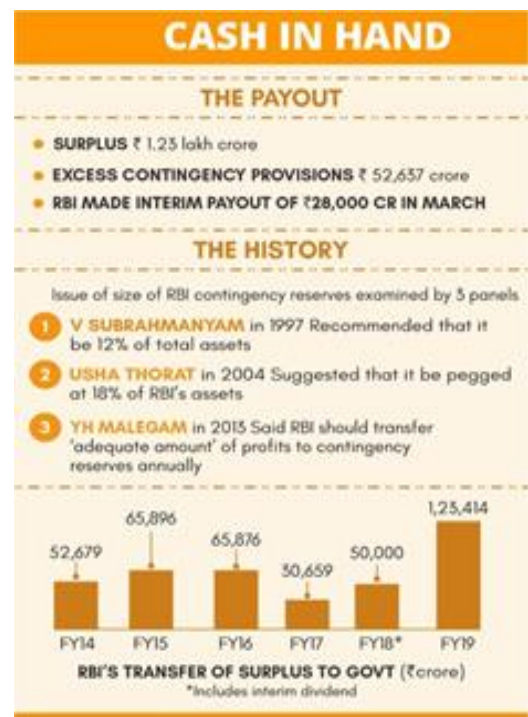 CASH IN HAND
THE PAYOUT
SURPLUS ₹ 1.23 lakh crore
EXCESS CONTINGENCY PROVISIONS ₹ 52,637 crore
RBI MADE INTERIM PAYOUT OF ₹28,000 CR IN MARCH
THE HISTORY
Issue of size of RBI contingency reserves examined by 3 panels
1 V SUBRAHMANYAM in 1997 Recommended that it
be 12% of total assets
2 USHA THORAT in 2004 Suggested that it be pegged
at 18% of RBI's assets
3 YH MALEGAM in 2013 Said RBI should transfer
'adequate amount' of profits to contingency
reserves annually
52,679 65,896 65,876 30,659 50,000 1,23,414
FY14 FY15 FY16 FY17 FY18* FY19
RBI'S TRANSFER OF SURPLUS TO GOVT (₹crore)
*Includes interim dividend